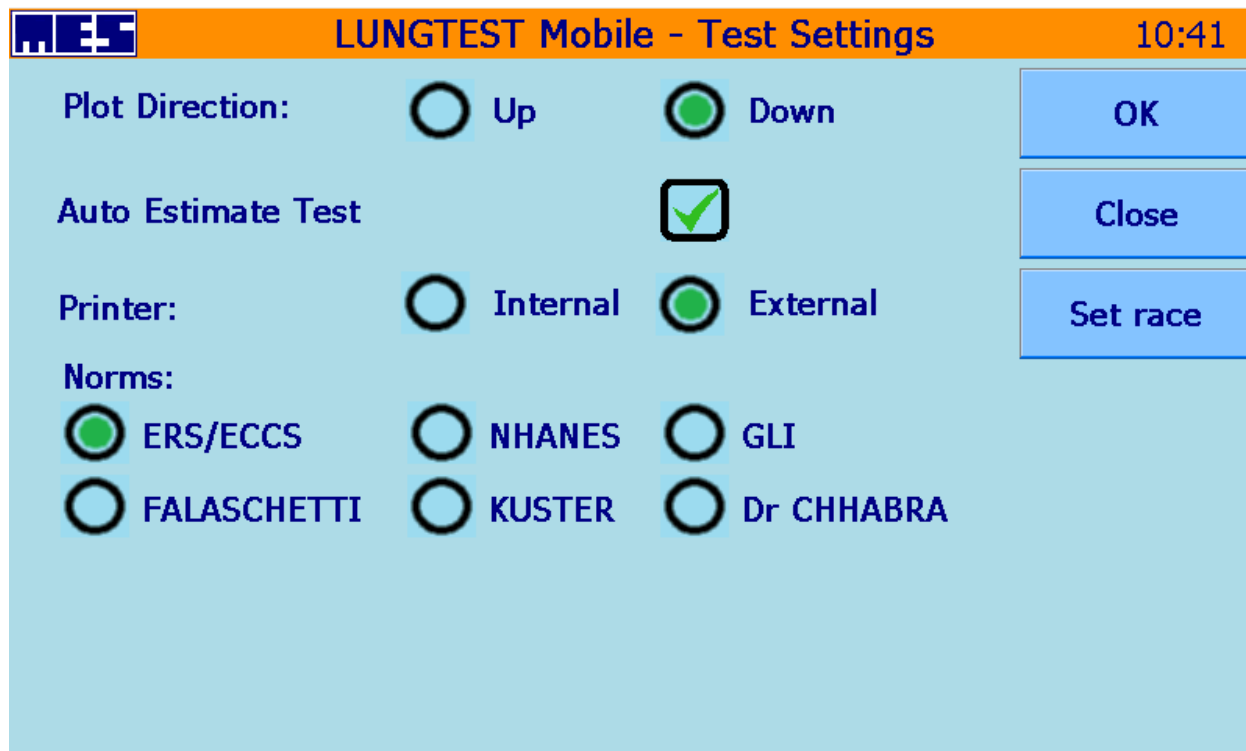 MES LUNGTEST Mobile - Test Settings 10:41
Plot Direction: Up Down OK
Auto Estimate Test Close
Printer: Internal External Set race
Norms:
ERS/ECCS NHANES GLI
FALASCHETTI KUSTER Dr CHHABRA